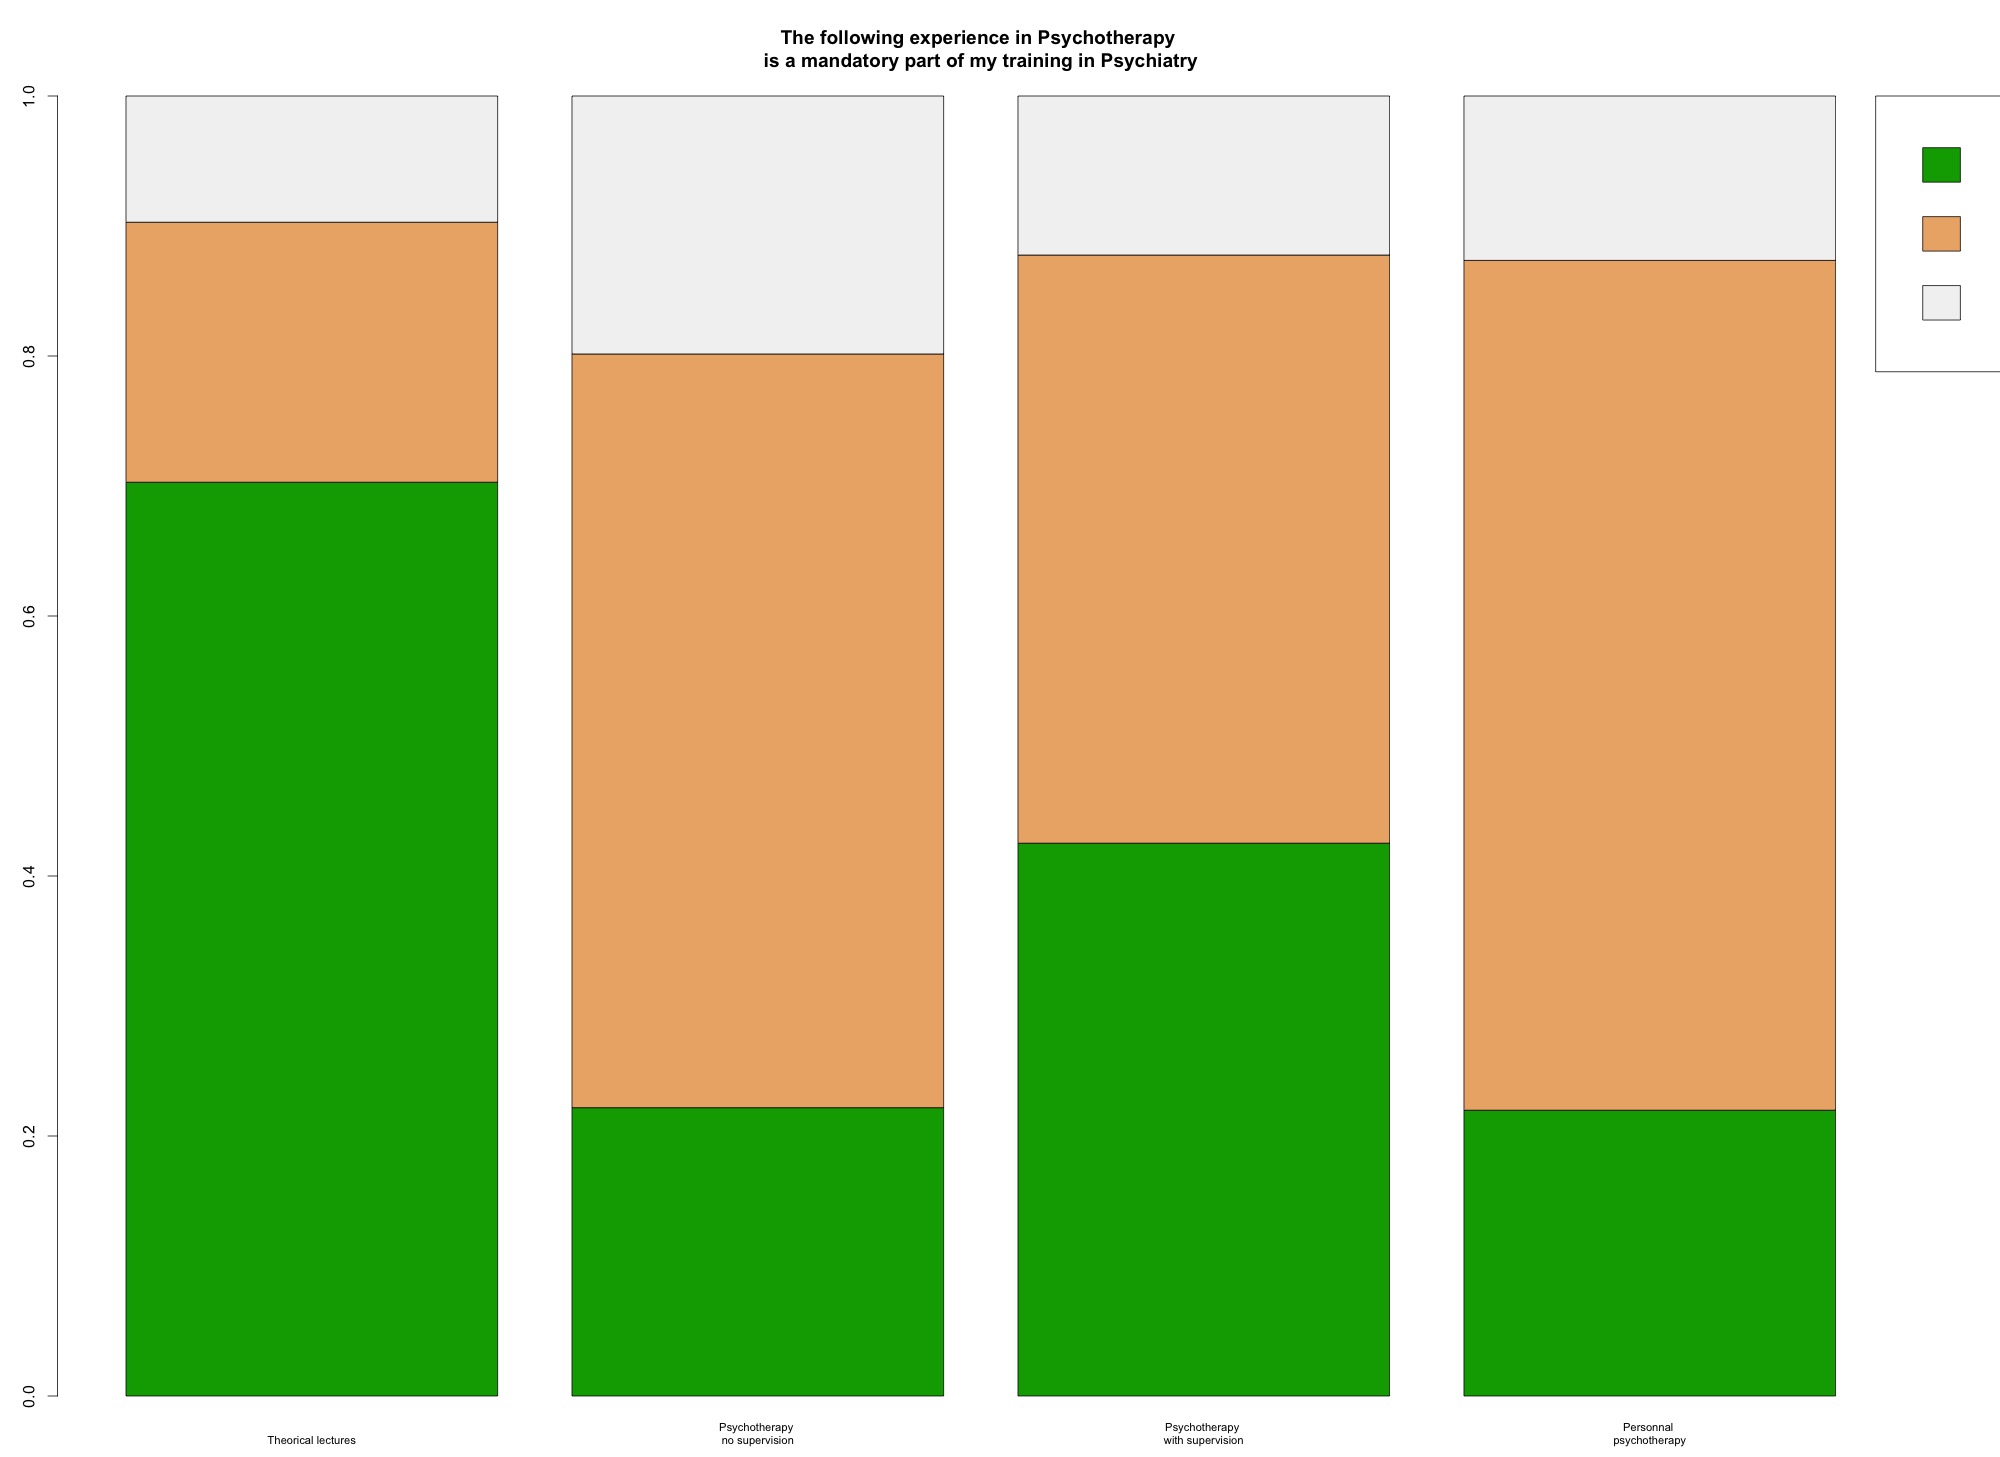 The following experience in Psychotherapy
is a mandatory part of my training in Psychiatry
1.0
0.8
0.6
0.4
0.2
0.0
Theorical lectures
Psychotherapy
no supervision
Psychotherapy
with supervision
Personnal
psychotherapy